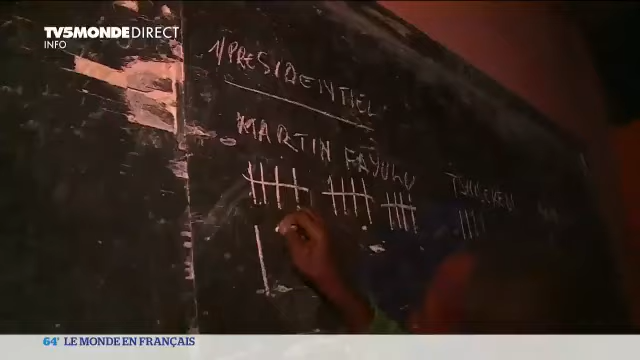 TV5MONDE DIRECT
INFO
1/PRESIDENTIEL
MARTIN FAYULU
64' LE MONDE EN FRANÇAIS